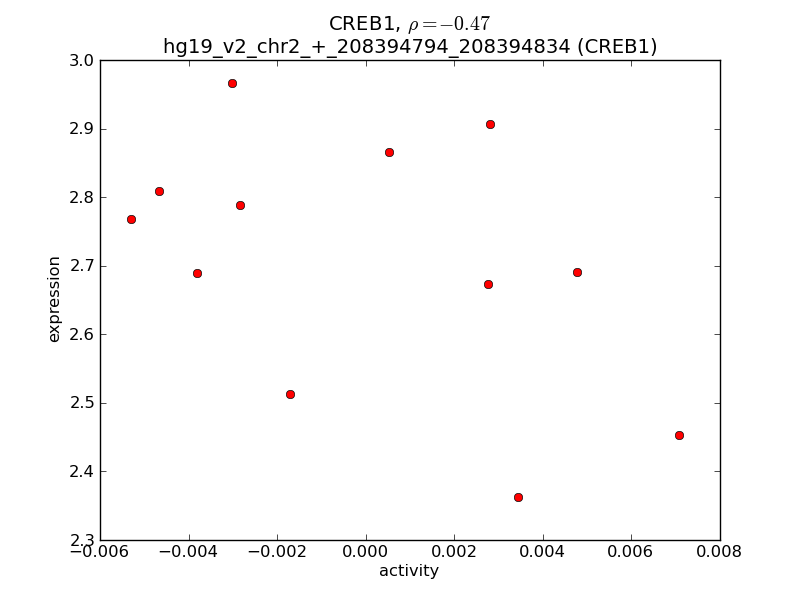 CREB1, ρ = −0.47
hg19_v2_chr2_+_208394794_208394834 (CREB1)
3.0
2.9
2.8
2.7
2.6
2.5
2.4
2.3
expression
−0.006 −0.004 −0.002 0.000 0.002 0.004 0.006 0.008
activity